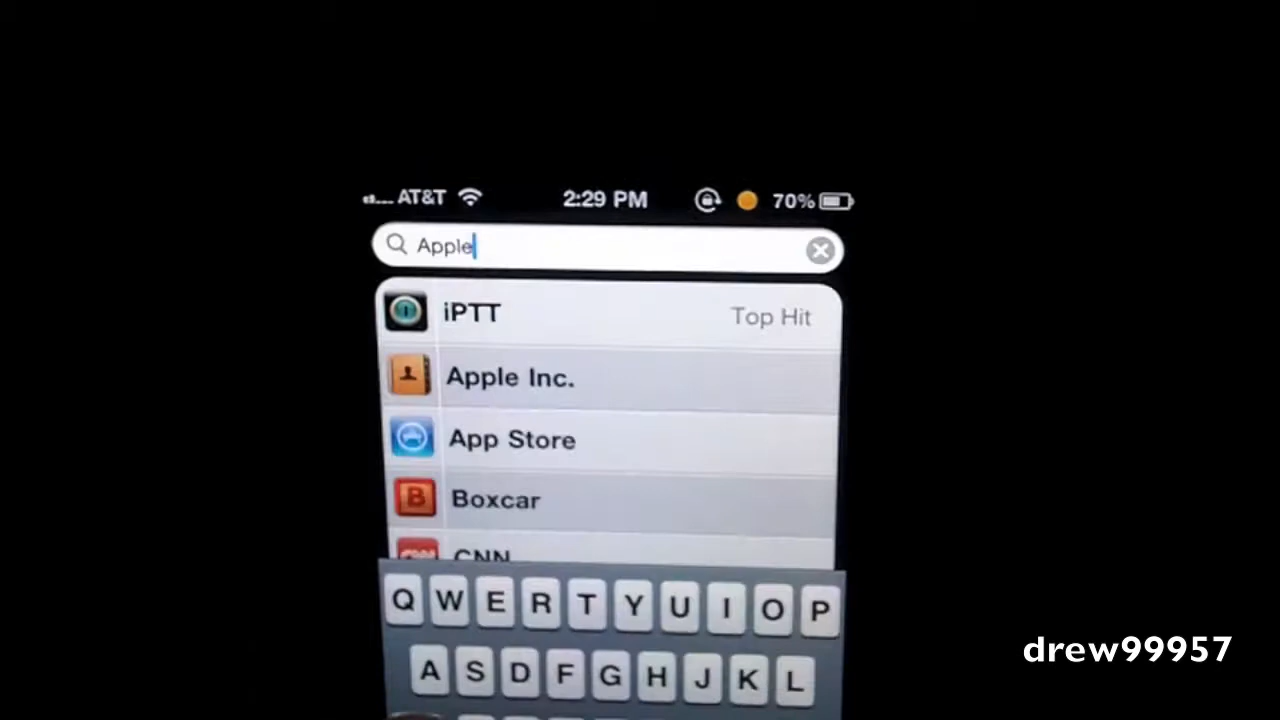 AT&T 2:29 PM 70%
Apple
iPTT Top Hit
Apple Inc.
App Store
B Boxcar
CNN
Q W E R T Y U I O P
A S D F G H J K L
drew99957